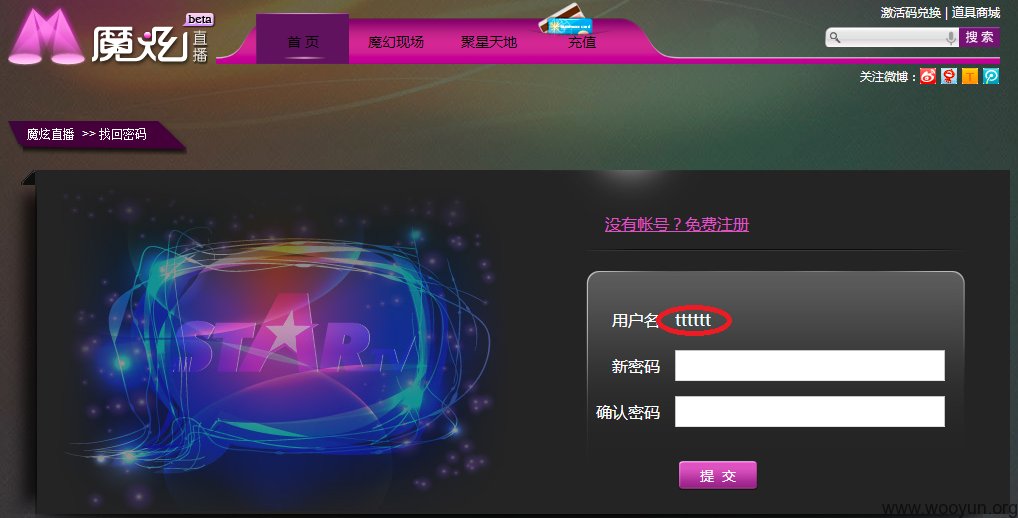 激活码兑换 | 道具商城
魔炫直播 beta
首 页 魔幻现场 聚星天地 充值
搜 索
关注微博：
魔炫直播 >> 找回密码
没有帐号？免费注册
STAR TV
用户名 tttttt
新密码
确认密码
提 交
www.wooyun.org